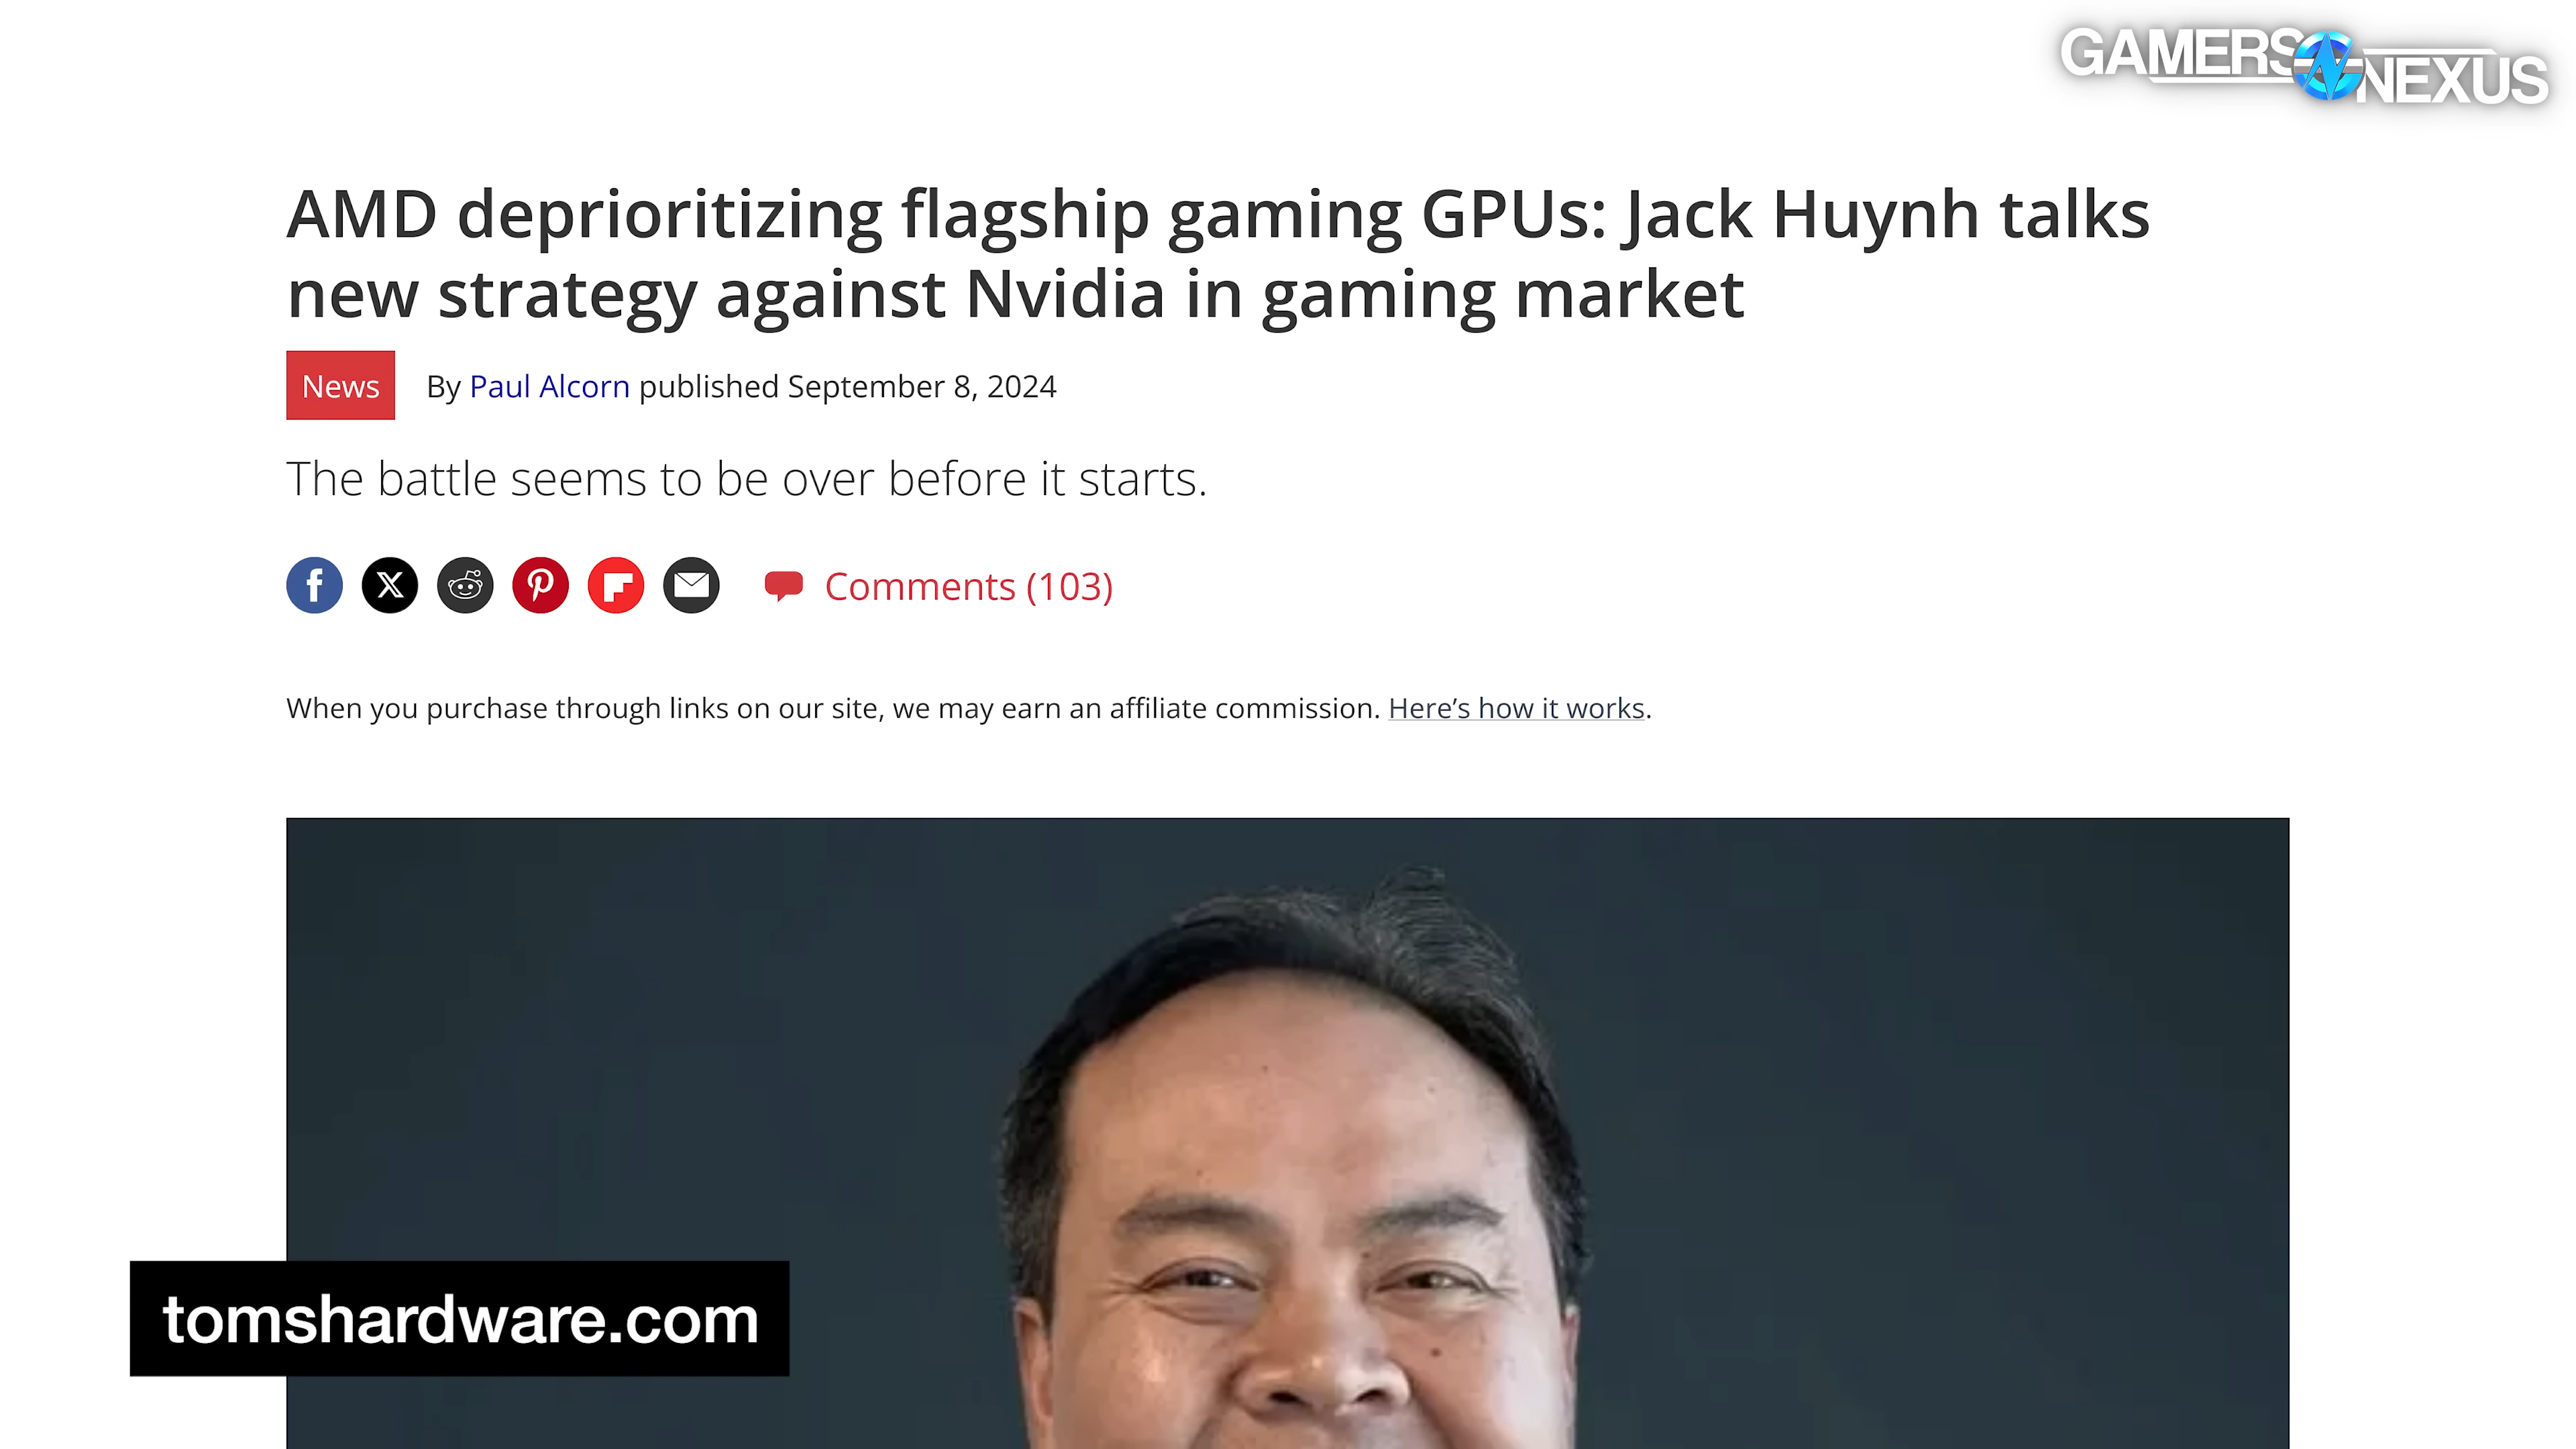 GAMERS NEXUS
AMD deprioritizing flagship gaming GPUs: Jack Huynh talks
new strategy against Nvidia in gaming market
News
By Paul Alcorn published September 8, 2024
The battle seems to be over before it starts.
Comments (103)
When you purchase through links on our site, we may earn an affiliate commission. Here’s how it works.
tomshardware.com